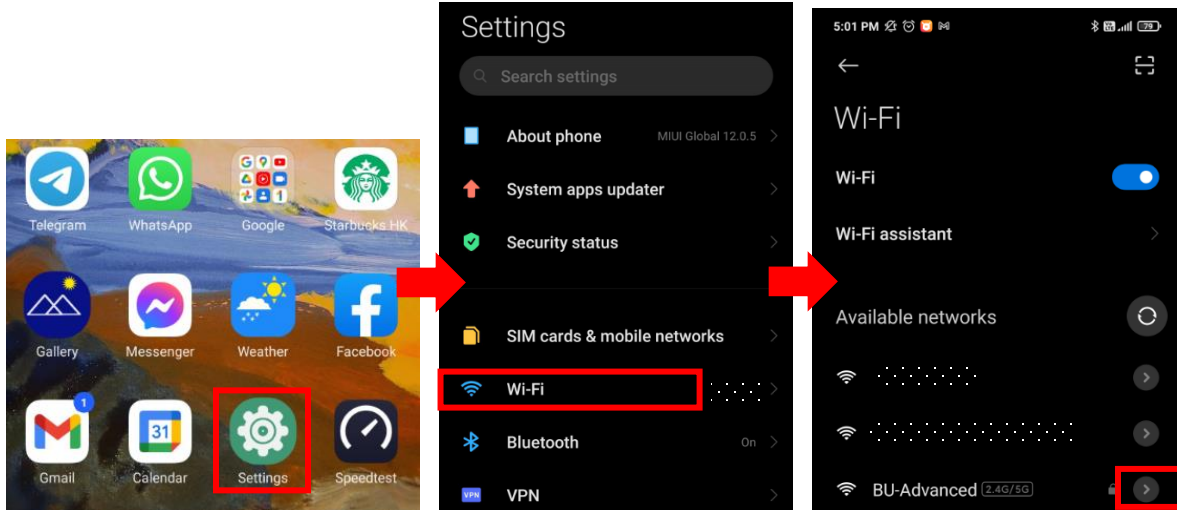 Telegram
WhatsApp
Google
Starbucks HK
Gallery
Messenger
Weather
Facebook
1
31
Gmail
Calendar
Settings
Speedtest
Settings
Search settings
About phone MIUI Global 12.0.5
System apps updater
Security status
SIM cards & mobile networks
Wi-Fi
Bluetooth On
VPN VPN
5:01 PM 79
Wi-Fi
Wi-Fi
Wi-Fi assistant
Available networks
BU-Advanced 2.4G/5G